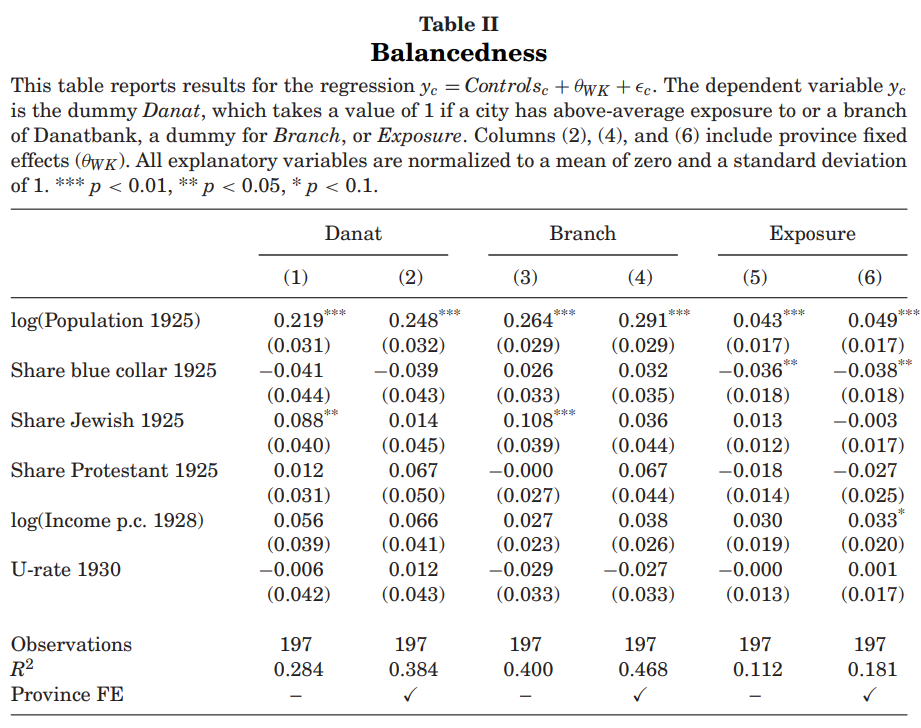 Table II
Balancedness
This table reports results for the regression y_c = Controls_c + θ_WK + ϵ_c. The dependent variable y_c
is the dummy Danat, which takes a value of 1 if a city has above-average exposure to or a branch
of Danatbank, a dummy for Branch, or Exposure. Columns (2), (4), and (6) include province fixed
effects (θ_WK). All explanatory variables are normalized to a mean of zero and a standard deviation
of 1. *** p < 0.01, ** p < 0.05, * p < 0.1.
Danat Branch Exposure
(1) (2) (3) (4) (5) (6)
log(Population 1925) 0.219*** 0.248*** 0.264*** 0.291*** 0.043*** 0.049***
(0.031) (0.032) (0.029) (0.029) (0.017) (0.017)
Share blue collar 1925 −0.041 −0.039 0.026 0.032 −0.036** −0.038**
(0.044) (0.043) (0.033) (0.035) (0.018) (0.018)
Share Jewish 1925 0.088** 0.014 0.108*** 0.036 0.013 −0.003
(0.040) (0.045) (0.039) (0.044) (0.012) (0.017)
Share Protestant 1925 0.012 0.067 −0.000 0.067 −0.018 −0.027
(0.031) (0.050) (0.027) (0.044) (0.014) (0.025)
log(Income p.c. 1928) 0.056 0.066 0.027 0.038 0.030 0.033*
(0.039) (0.041) (0.023) (0.026) (0.019) (0.020)
U-rate 1930 −0.006 0.012 −0.029 −0.027 −0.000 0.001
(0.042) (0.043) (0.033) (0.033) (0.013) (0.017)
Observations 197 197 197 197 197 197
R² 0.284 0.384 0.400 0.468 0.112 0.181
Province FE – ✓ – ✓ – ✓